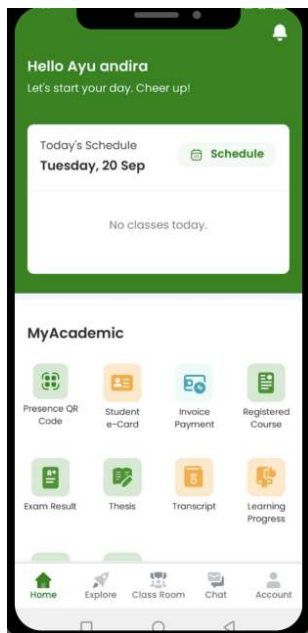 Hello Ayu andira
Let's start your day. Cheer up!
Today's Schedule
Schedule
Tuesday, 20 Sep
No classes today.
MyAcademic
Presence QR
Code
Student
e-Card
Invoice
Payment
Registered
Course
Exam Result
Thesis
Transcript
Learning
Progress
Home
Explore
Class Room
Chat
Account